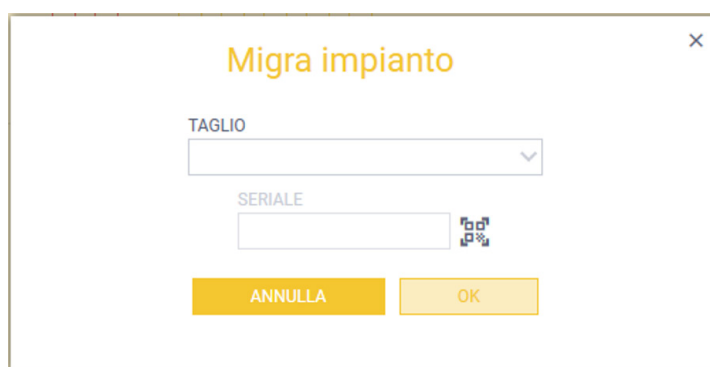 Migra impianto
TAGLIO
SERIALE
ANNULLA
OK